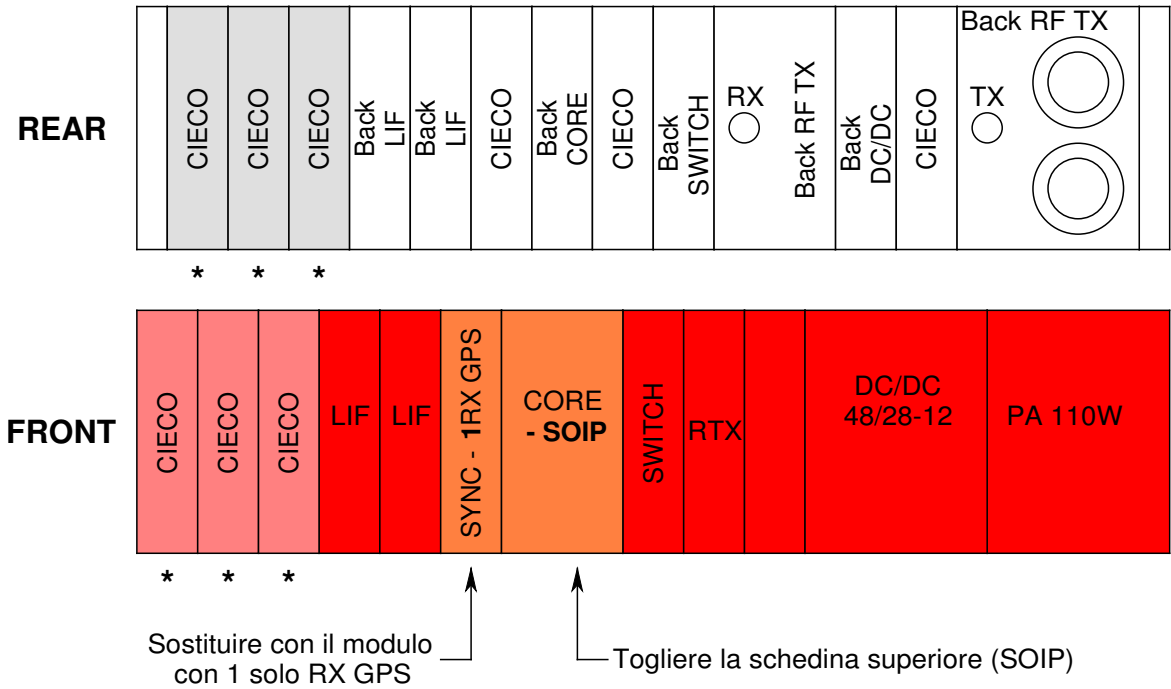 Back RF TX
REAR
CIECO
CIECO
CIECO
Back
LIF
Back
LIF
CIECO
Back
CORE
CIECO
Back
SWITCH
RX
Back RF TX
Back
DC/DC
CIECO
TX
* * *
FRONT
CIECO
CIECO
CIECO
LIF
LIF
SYNC - 1RX GPS
CORE
- SOIP
SWITCH
RTX
DC/DC
48/28-12
PA 110W
* * *
Sostituire con il modulo
con 1 solo RX GPS
Togliere la schedina superiore (SOIP)